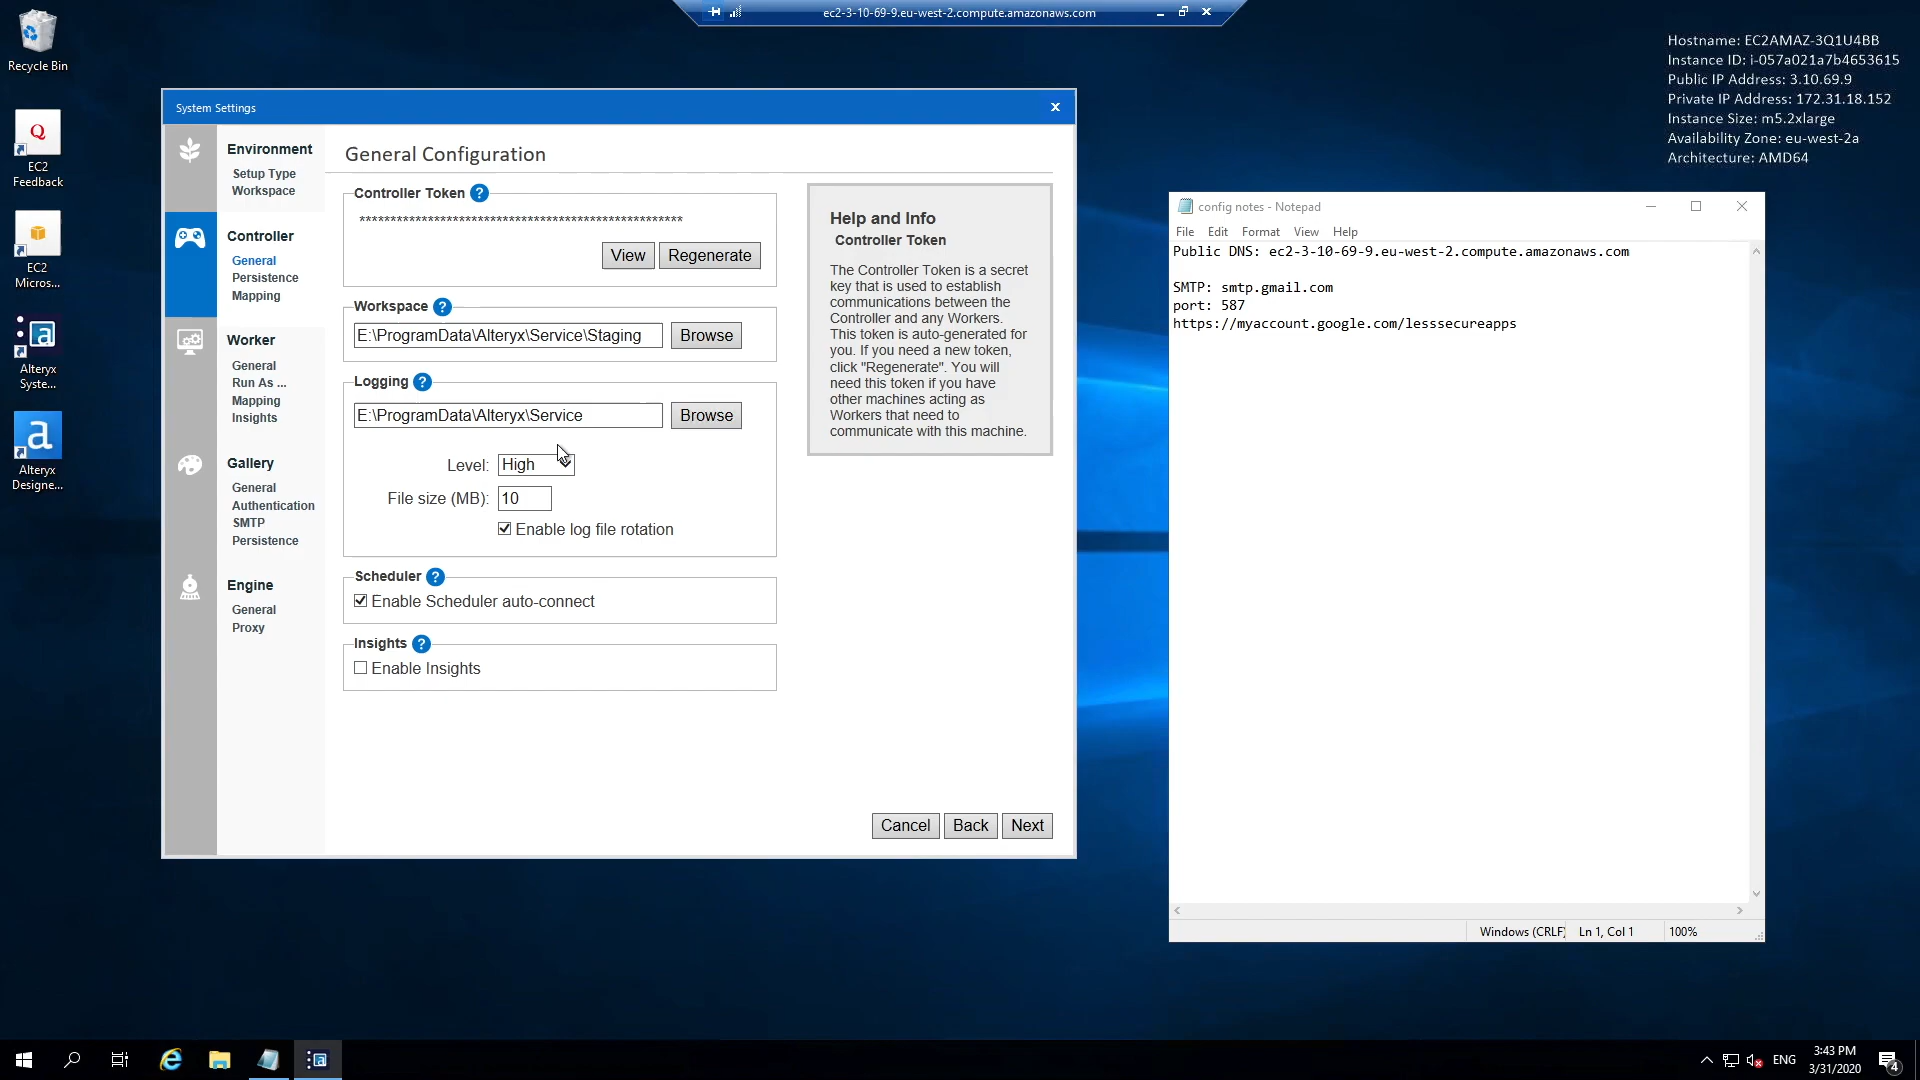 ec2-3-10-69-9.eu-west-2.compute.amazonaws.com
Recycle Bin
EC2
Feedback
EC2
Micros...
Alteryx
Syste...
Alteryx
Designe...
Hostname: EC2AMAZ-3Q1U4BB
Instance ID: i-057a021a7b4653615
Public IP Address: 3.10.69.9
Private IP Address: 172.31.18.152
Instance Size: m5.2xlarge
Availability Zone: eu-west-2a
Architecture: AMD64
System Settings
Environment
Setup Type
Workspace
Controller
General
Persistence
Mapping
Worker
General
Run As ...
Mapping
Insights
Gallery
General
Authentication
SMTP
Persistence
Engine
General
Proxy
General Configuration
Controller Token ?
****************************************************
View Regenerate
Workspace ?
E:\ProgramData\Alteryx\Service\Staging Browse
Logging ?
E:\ProgramData\Alteryx\Service Browse
Level: High
File size (MB): 10
Enable log file rotation
Scheduler ?
Enable Scheduler auto-connect
Insights ?
Enable Insights
Help and Info
Controller Token
The Controller Token is a secret
key that is used to establish
communications between the
Controller and any Workers.
This token is auto-generated for
you. If you need a new token,
click "Regenerate". You will
need this token if you have
other machines acting as
Workers that need to
communicate with this machine.
Cancel Back Next
config notes - Notepad
File Edit Format View Help
Public DNS: ec2-3-10-69-9.eu-west-2.compute.amazonaws.com
SMTP: smtp.gmail.com
port: 587
https://myaccount.google.com/lesssecureapps
Windows (CRLF) Ln 1, Col 1 100%
ENG
3:43 PM
3/31/2020
4